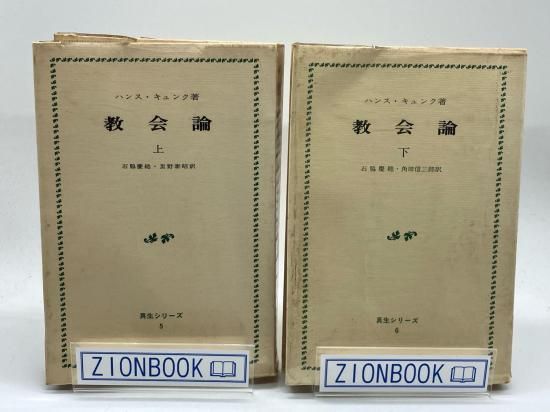 ハンス・キュンク著
教会論
上
石脇慶総・里野泰昭訳
真生シリーズ
5
ZIONBOOK
ハンス・キュンク著
教会論
下
石脇慶総・角田信三郎訳
真生シリーズ
6
ZIONBOOK